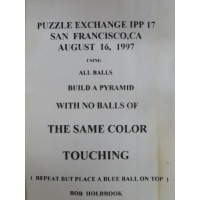 PUZZLE EXCHANGE IPP 17
SAN FRANCISCO,CA
AUGUST 16, 1997
USING
ALL BALLS
BUILD A PYRAMID
WITH NO BALLS OF
THE SAME COLOR
TOUCHING
( REPEAT BUT PLACE A BLUE BALL ON TOP )
BOB HOLBROOK